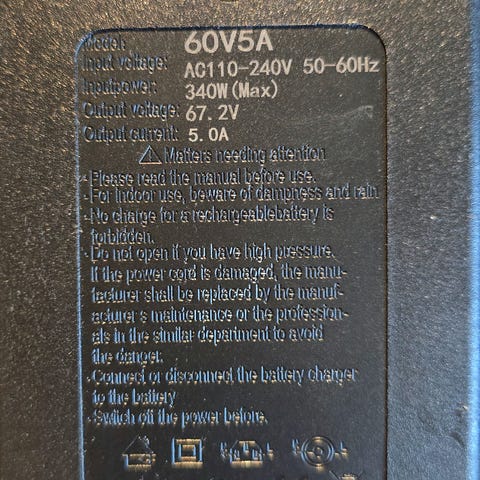 Model: 60V5A
Input voltage: AC110-240V 50-60Hz
Inputpower: 340W(Max)
Output voltage: 67.2V
Output current: 5.0A
Matters needing attention
- Please read the manual before use.
- For indoor use, beware of dampness and rain
- No charge for a rechargeablebattery is
forbidden.
- Do not open if you have high pressure.
If the power cord is damaged, the manu-
facturer shall be replaced by the manuf-
acturer s maintenance or the profession-
als in the similar department to avoid
the danger.
- Connect or disconnect the battery charger
to the battery
- Switch off the power before.